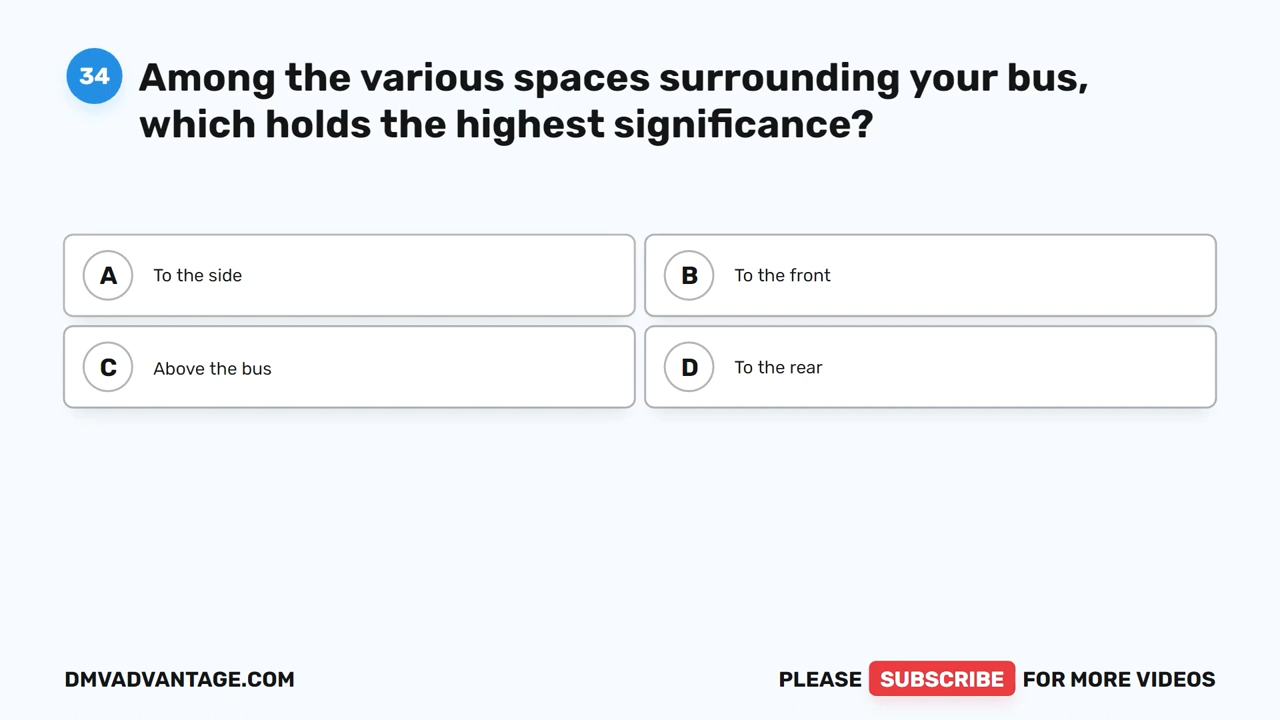 34
Among the various spaces surrounding your bus,
which holds the highest significance?
A To the side
B To the front
C Above the bus
D To the rear
DMVADVANTAGE.COM
PLEASE SUBSCRIBE FOR MORE VIDEOS